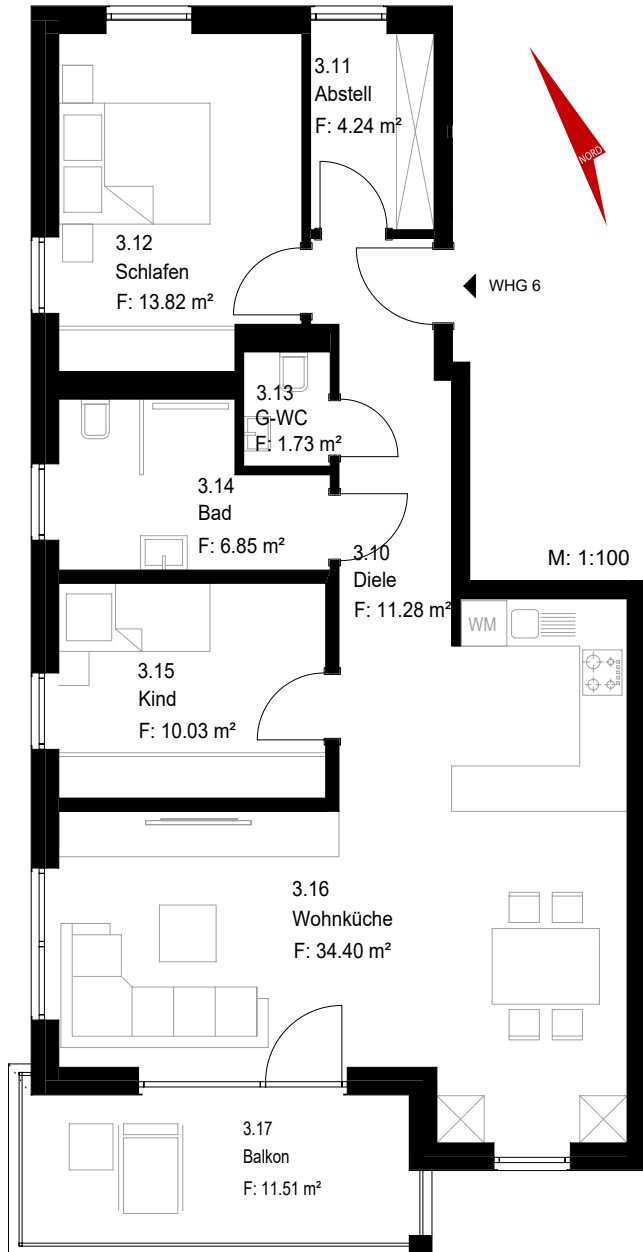 3.11
Abstell
F: 4.24 m²
NORD
3.12
Schlafen
F: 13.82 m²
WHG 6
3.13
G-WC
F: 1.73 m²
3.14
Bad
F: 6.85 m²
3.10
Diele
F: 11.28 m²
M: 1:100
WM
3.15
Kind
F: 10.03 m²
3.16
Wohnküche
F: 34.40 m²
3.17
Balkon
F: 11.51 m²